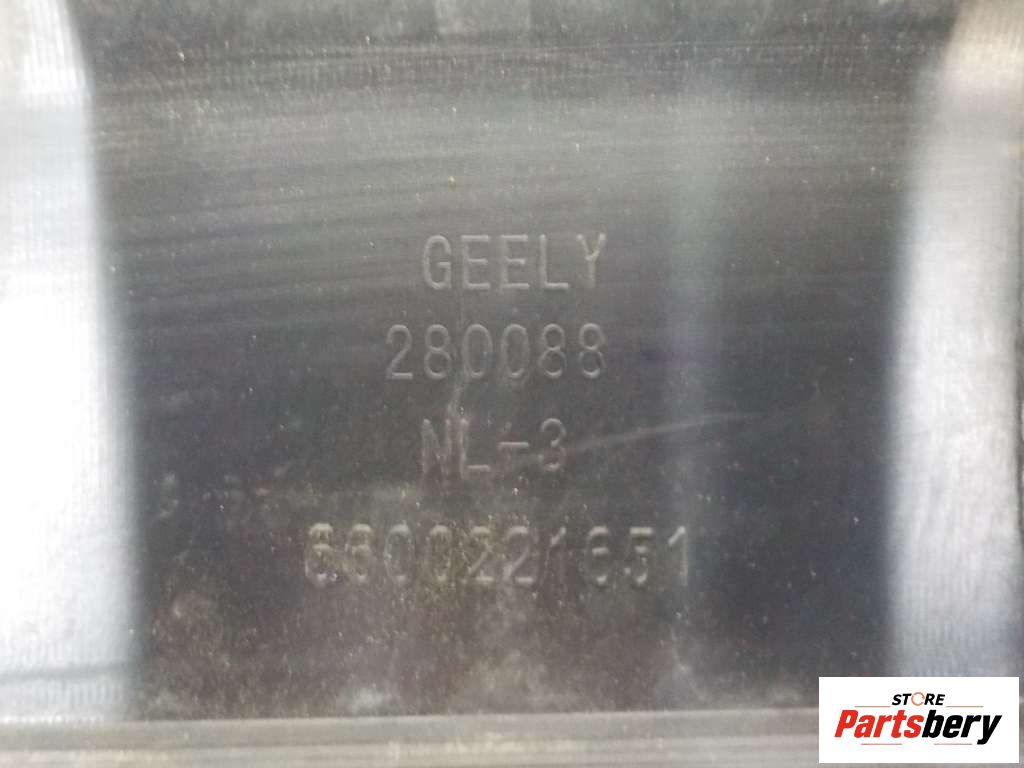 GEELY
280088
NL-3
STORE
Partsbery